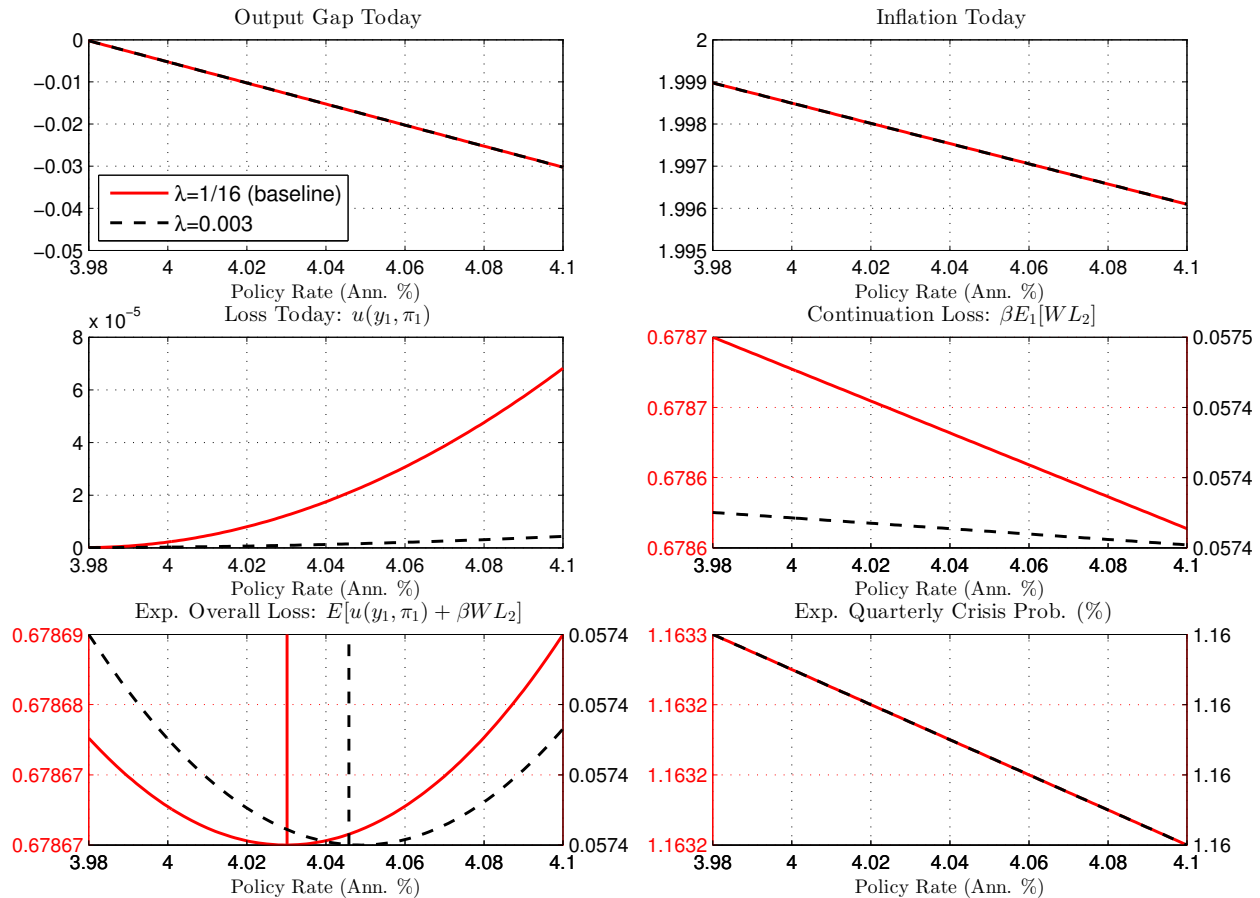 Output Gap Today
0
−0.01
−0.02
−0.03
−0.04
−0.05
λ=1/16 (baseline)
λ=0.003
3.98 4 4.02 4.04 4.06 4.08 4.1
Policy Rate (Ann. %)
Inflation Today
2
1.999
1.998
1.997
1.996
1.995
3.98 4 4.02 4.04 4.06 4.08 4.1
Policy Rate (Ann. %)
Loss Today: u(y₁, π₁)
x 10⁻⁵
8
6
4
2
0
3.98 4 4.02 4.04 4.06 4.08 4.1
Policy Rate (Ann. %)
Continuation Loss: βE₁[WL₂]
0.6787 0.0575
0.6787 0.0574
0.6786 0.0574
0.6786 0.0574
3.98 4 4.02 4.04 4.06 4.08 4.1
Policy Rate (Ann. %)
Exp. Overall Loss: E[u(y₁, π₁) + βWL₂]
0.67869 0.0574
0.67868 0.0574
0.67867 0.0574
0.67867 0.0574
3.98 4 4.02 4.04 4.06 4.08 4.1
Policy Rate (Ann. %)
Exp. Quarterly Crisis Prob. (%)
1.1633 1.16
1.1632 1.16
1.1632 1.16
1.1632 1.16
3.98 4 4.02 4.04 4.06 4.08 4.1
Policy Rate (Ann. %)